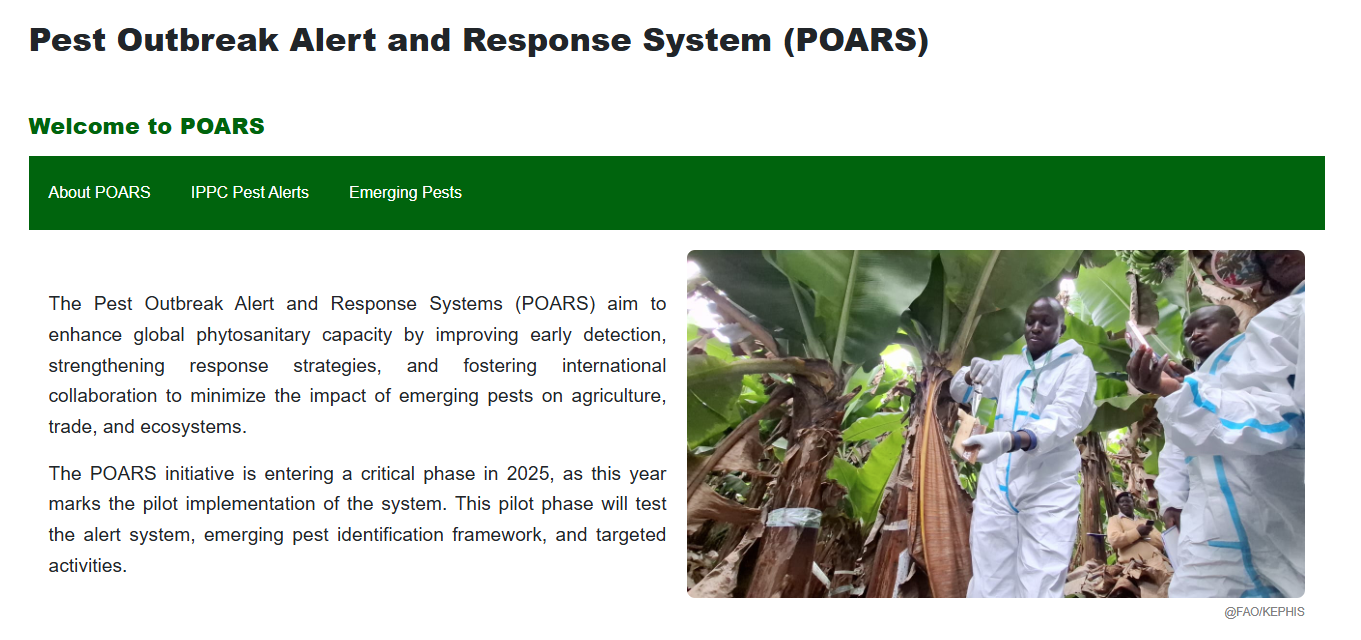 Pest Outbreak Alert and Response System (POARS)
Welcome to POARS
About POARS IPPC Pest Alerts Emerging Pests
The Pest Outbreak Alert and Response Systems (POARS) aim to
enhance global phytosanitary capacity by improving early detection,
strengthening response strategies, and fostering international
collaboration to minimize the impact of emerging pests on agriculture,
trade, and ecosystems.
The POARS initiative is entering a critical phase in 2025, as this year
marks the pilot implementation of the system. This pilot phase will test
the alert system, emerging pest identification framework, and targeted
activities.
@FAO/KEPHIS